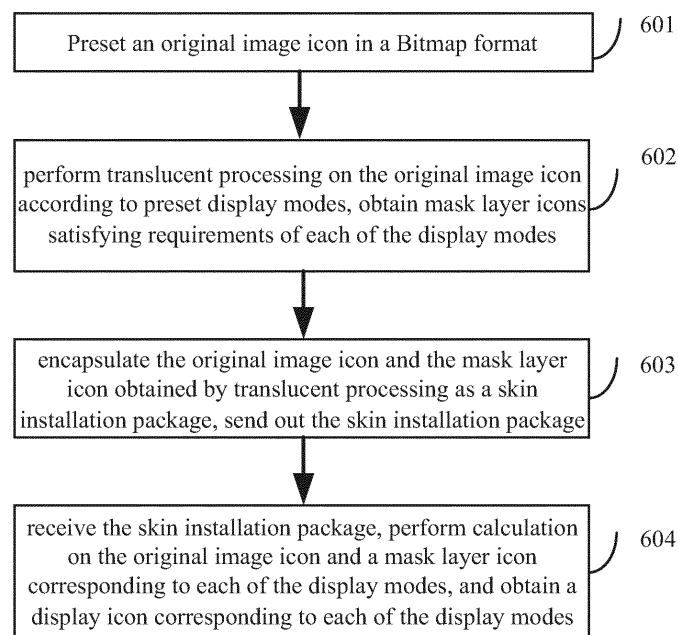 Preset an original image icon in a Bitmap format
601
perform translucent processing on the original image icon
according to preset display modes, obtain mask layer icons
satisfying requirements of each of the display modes
602
encapsulate the original image icon and the mask layer
icon obtained by translucent processing as a skin
installation package, send out the skin installation package
603
receive the skin installation package, perform calculation
on the original image icon and a mask layer icon
corresponding to each of the display modes, and obtain a
display icon corresponding to each of the display modes
604